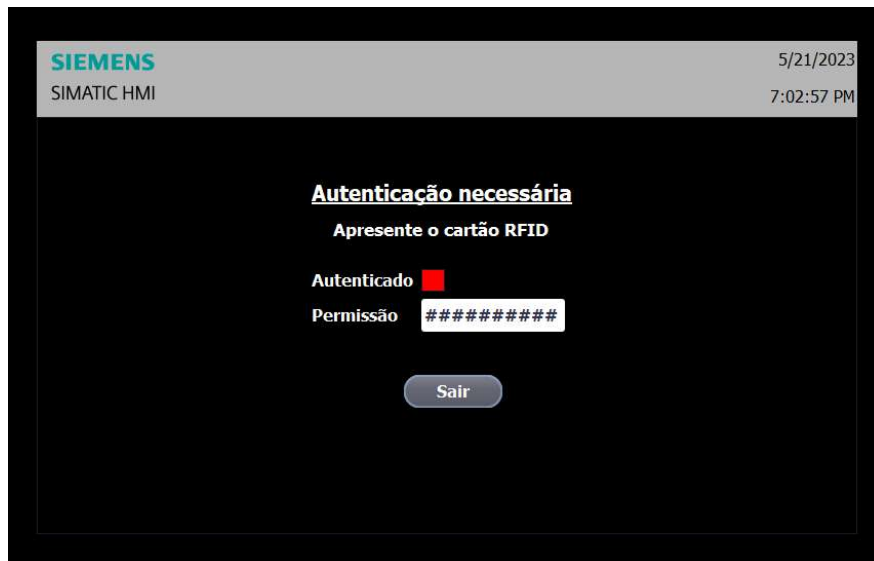 SIEMENS
5/21/2023
SIMATIC HMI
7:02:57 PM
Autenticação necessária
Apresente o cartão RFID
Autenticado
Permissão ##########
Sair